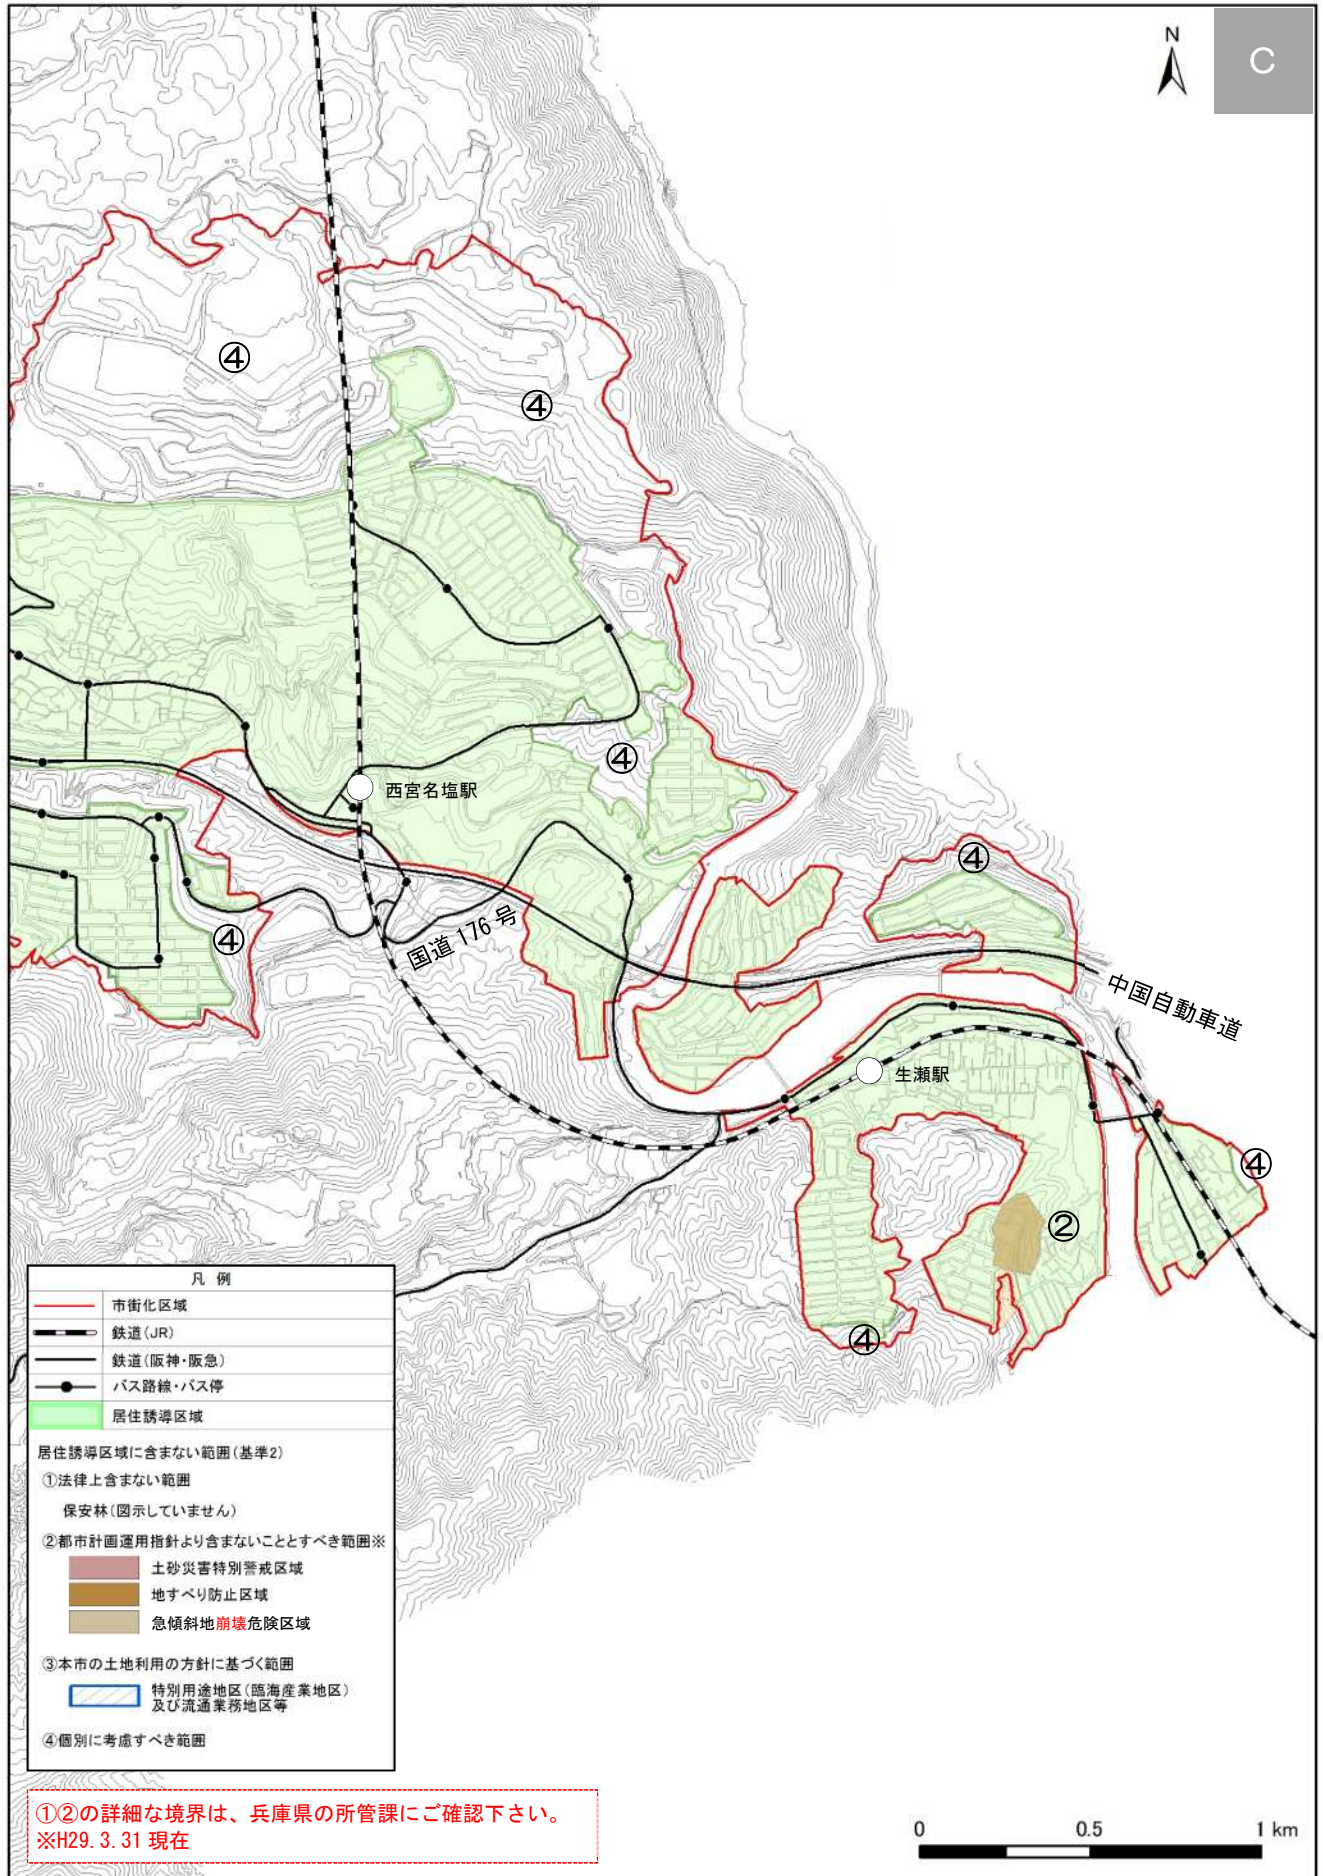 N
C
④
④
④
西宮名塩駅
④
④
国道176号
中国自動車道
生瀬駅
④
②
④
凡 例
市街化区域
鉄道(JR)
鉄道(阪神・阪急)
バス路線・バス停
居住誘導区域
居住誘導区域に含まない範囲(基準2)
①法律上含まない範囲
保安林(図示していません)
②都市計画運用指針より含まないこととすべき範囲※
土砂災害特別警戒区域
地すべり防止区域
急傾斜地崩壊危険区域
③本市の土地利用の方針に基づく範囲
特別用途地区(臨海産業地区)
及び流通業務地区等
④個別に考慮すべき範囲
①②の詳細な境界は、兵庫県の所管課にご確認下さい。
※H29.3.31 現在
0 0.5 1 km